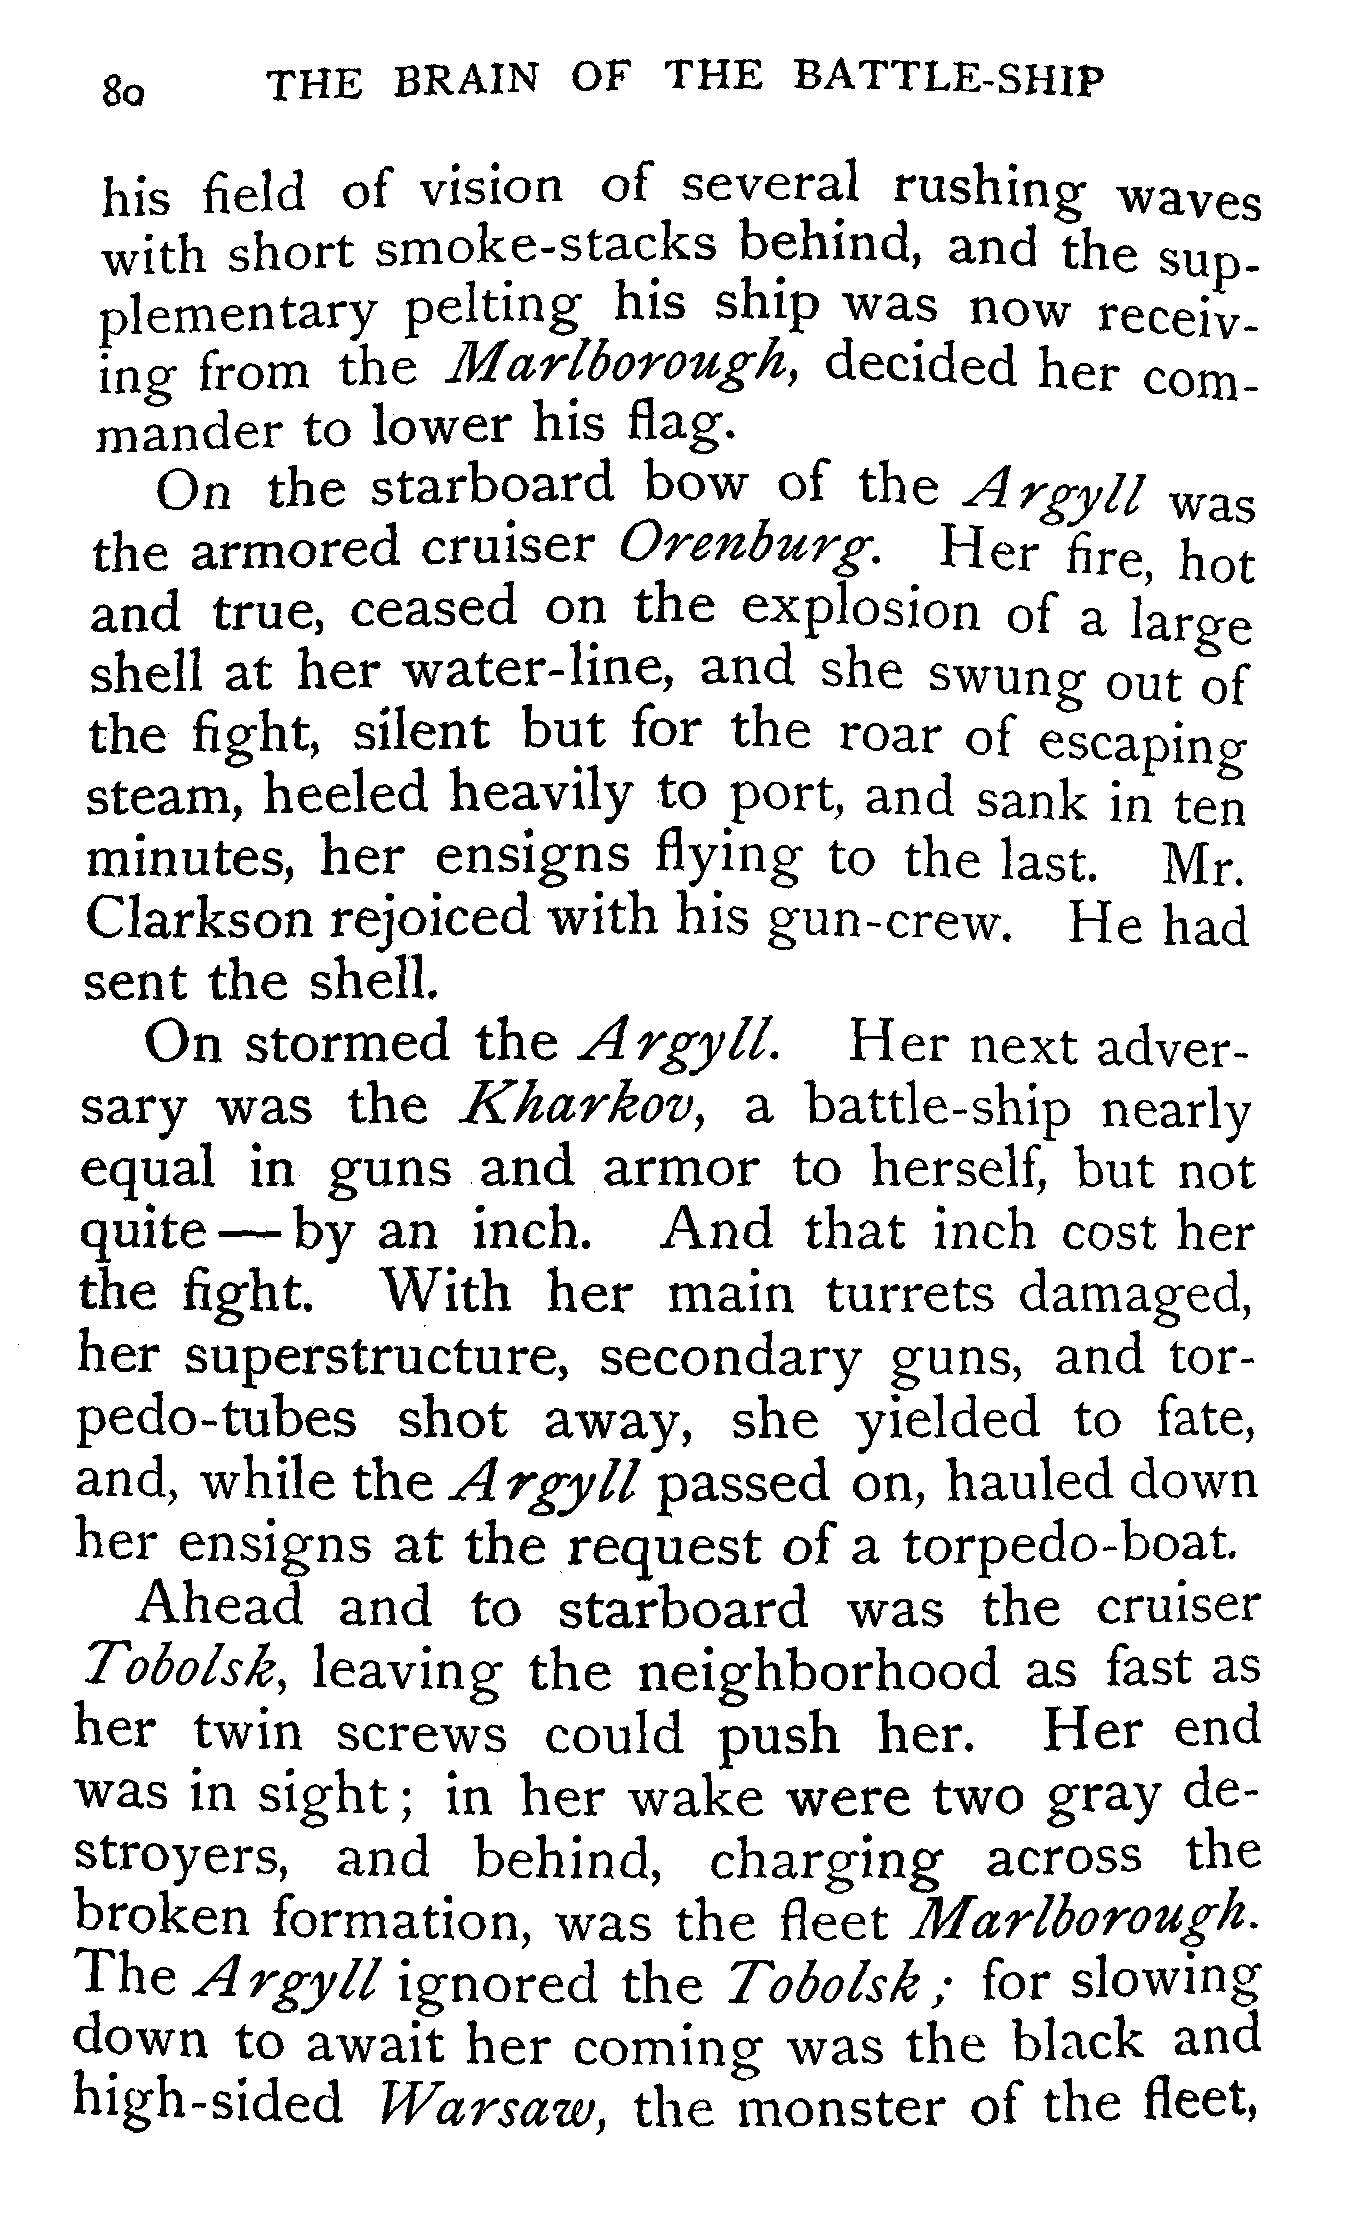 80 THE BRAIN OF THE BATTLE-SHIP
his field of vision of several rushing waves
with short smoke-stacks behind, and the sup-
plementary pelting his ship was now receiv-
ing from the Marlborough, decided her com-
mander to lower his flag.
On the starboard bow of the Argyll was
the armored cruiser Orenburg. Her fire, hot
and true, ceased on the explosion of a large
shell at her water-line, and she swung out of
the fight, silent but for the roar of escaping
steam, heeled heavily to port, and sank in ten
minutes, her ensigns flying to the last. Mr.
Clarkson rejoiced with his gun-crew. He had
sent the shell.
On stormed the Argyll. Her next adver-
sary was the Kharkov, a battle-ship nearly
equal in guns and armor to herself, but not
quite — by an inch. And that inch cost her
the fight. With her main turrets damaged,
her superstructure, secondary guns, and tor-
pedo-tubes shot away, she yielded to fate,
and, while the Argyll passed on, hauled down
her ensigns at the request of a torpedo-boat.
Ahead and to starboard was the cruiser
Tobolsk, leaving the neighborhood as fast as
her twin screws could push her. Her end
was in sight; in her wake were two gray de-
stroyers, and behind, charging across the
broken formation, was the fleet Marlborough.
The Argyll ignored the Tobolsk; for slowing
down to await her coming was the black and
high-sided Warsaw, the monster of the fleet,